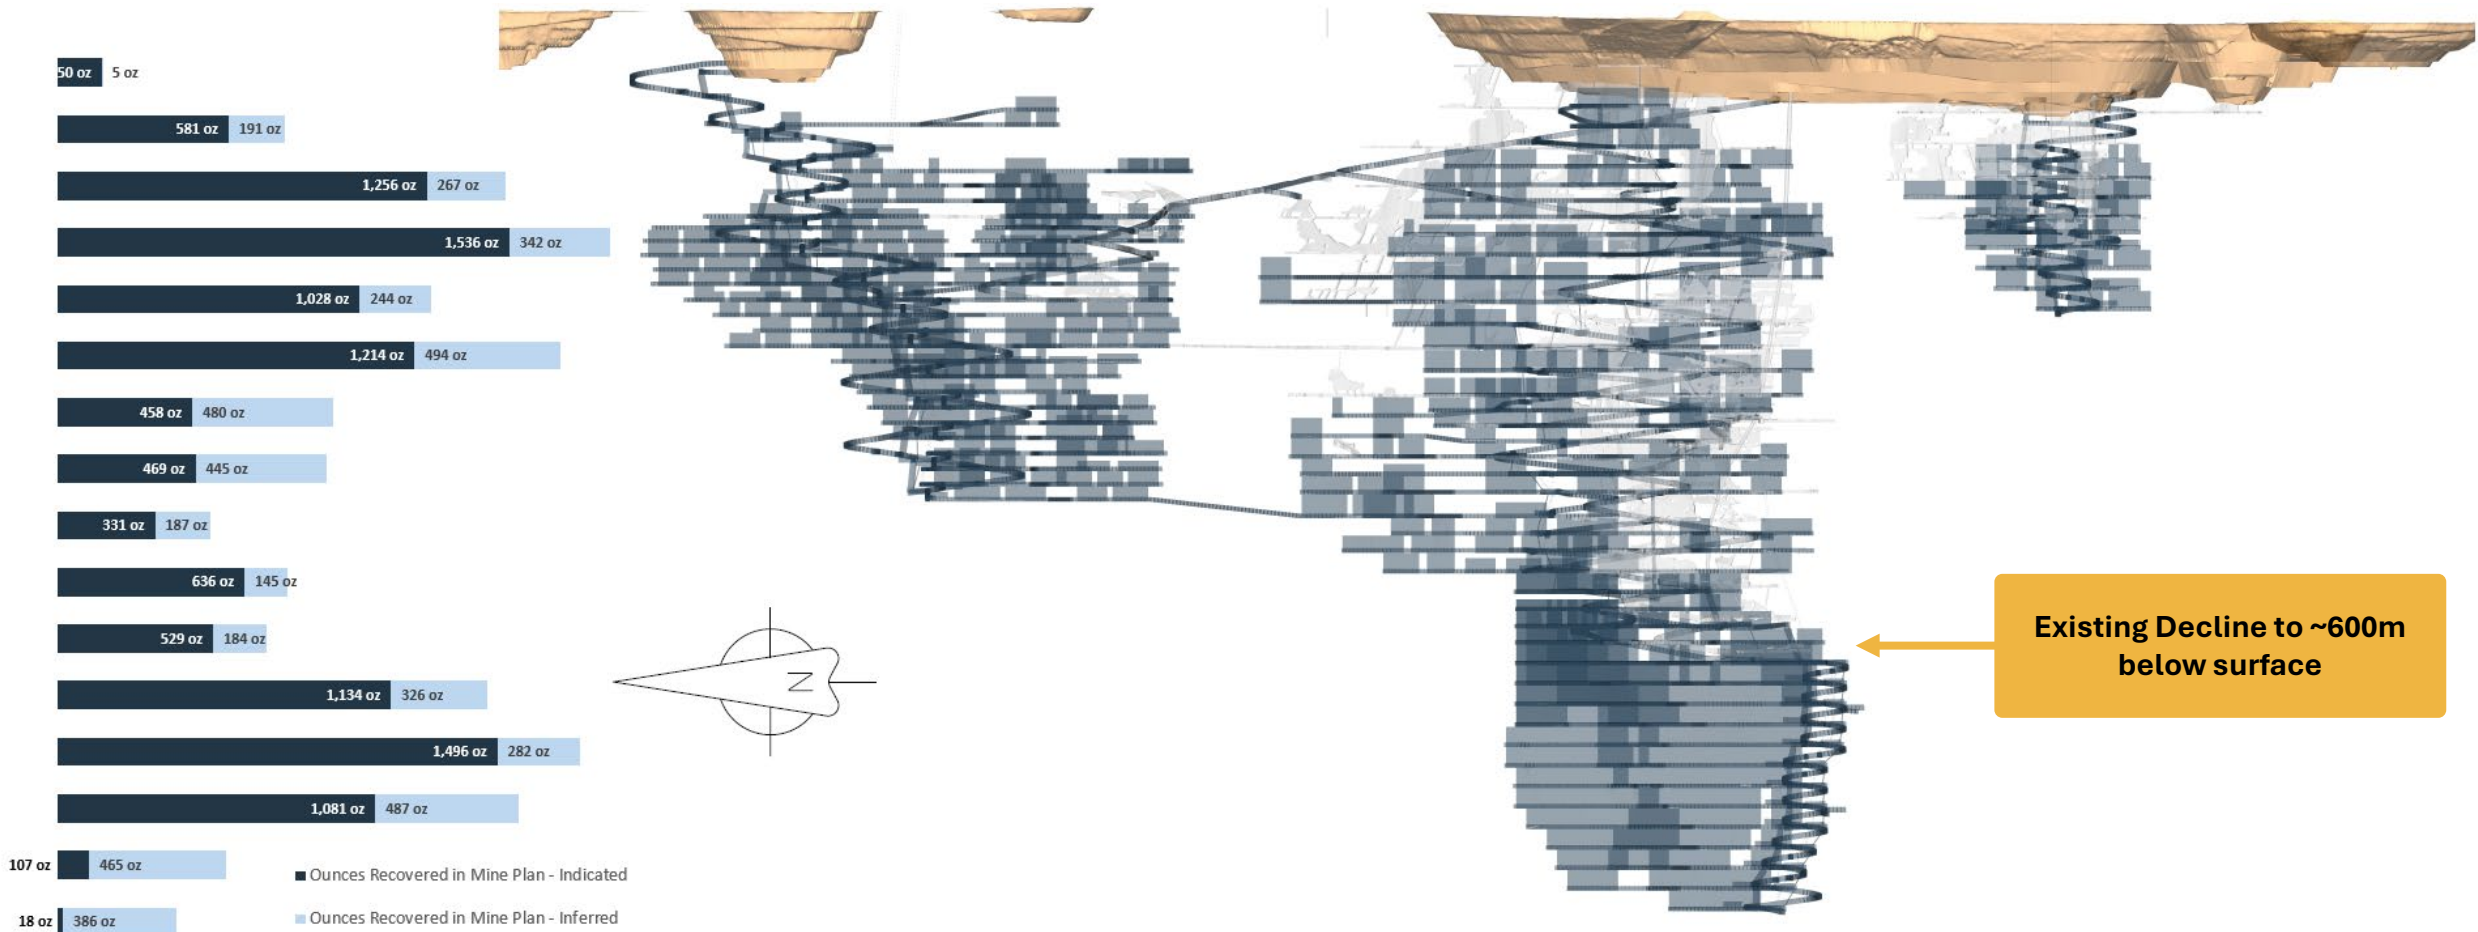 50 oz 5 oz
581 oz 191 oz
1,256 oz 267 oz
1,536 oz 342 oz
1,028 oz 244 oz
1,214 oz 494 oz
458 oz 480 oz
469 oz 445 oz
331 oz 187 oz
636 oz 145 oz
529 oz 184 oz
1,134 oz 326 oz
1,496 oz 282 oz
1,081 oz 487 oz
107 oz 465 oz
18 oz 386 oz
Ounces Recovered in Mine Plan - Indicated
Ounces Recovered in Mine Plan - Inferred
N
Existing Decline to ~600m
below surface